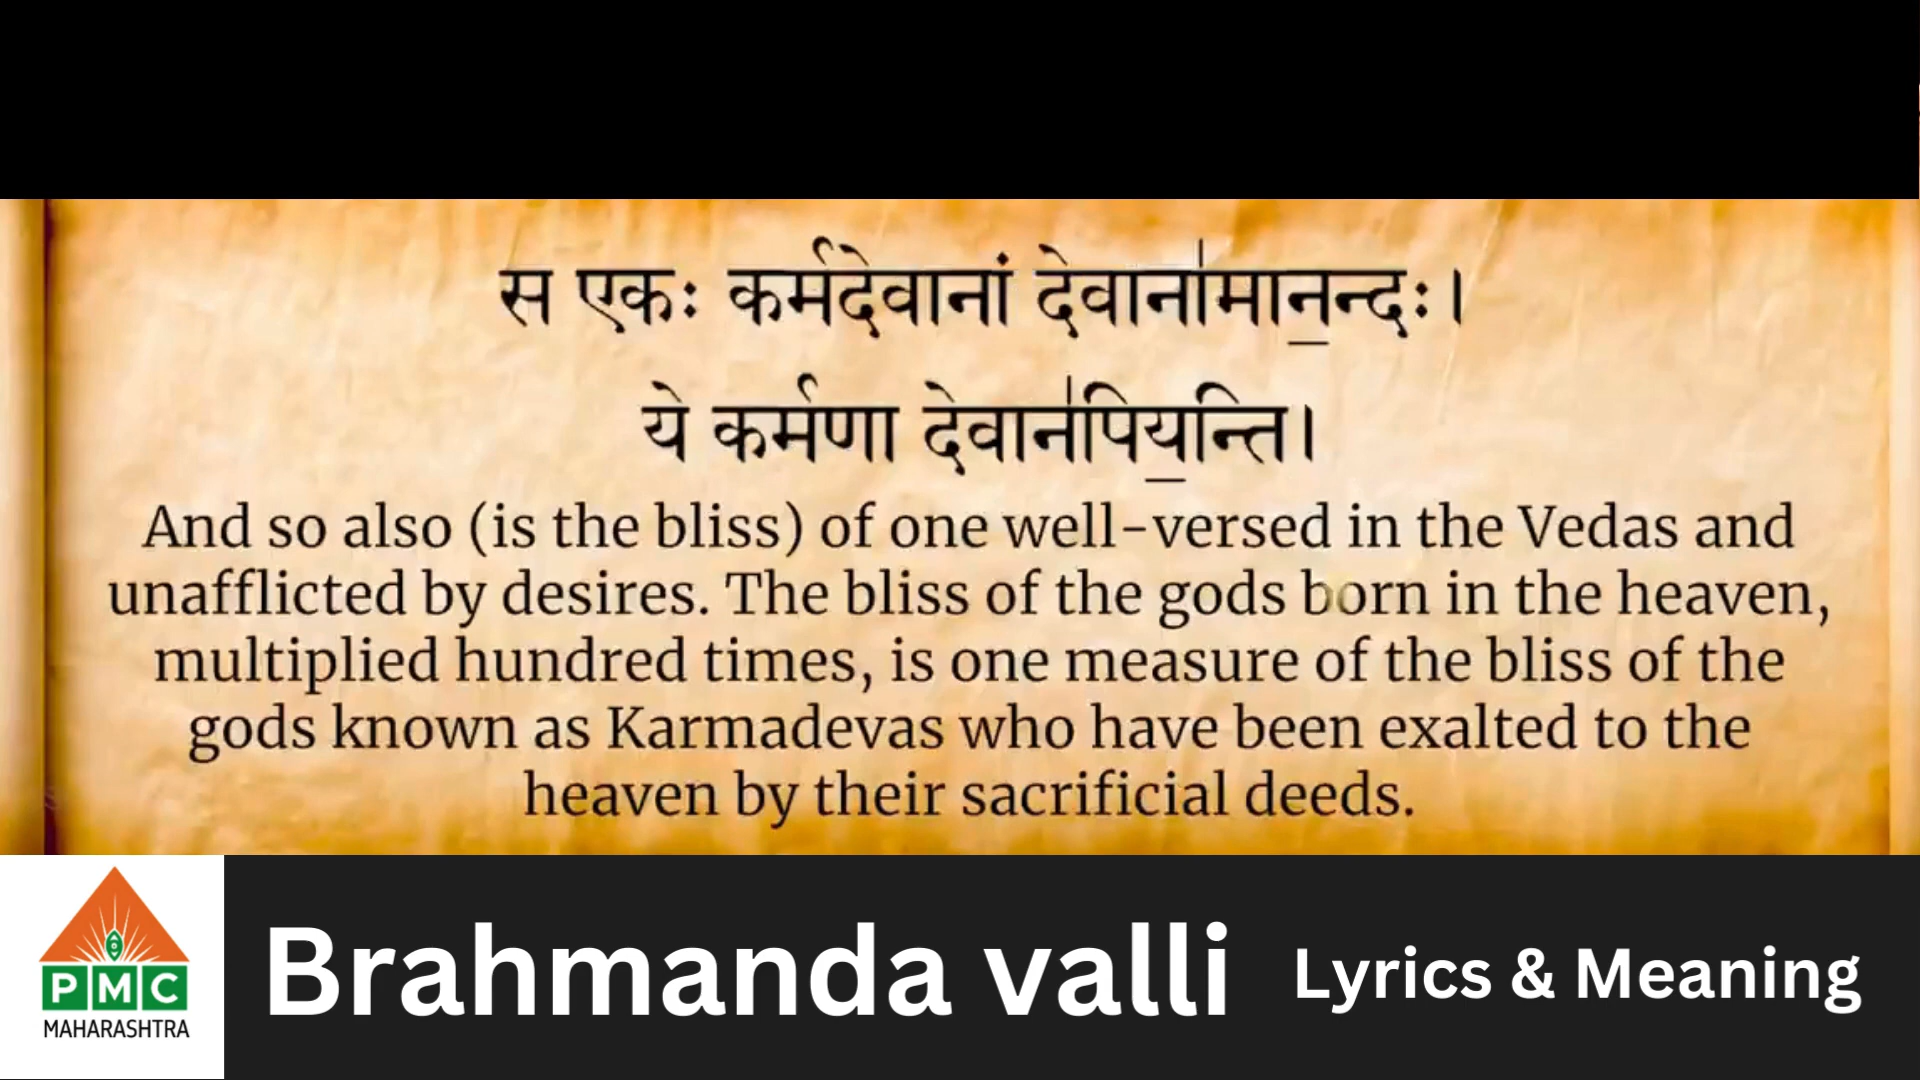 स एकः कर्मदेवानां देवाना॑मान॒न्दः।
ये कर्मणा देवान॑पिय॒न्ति।
And so also (is the bliss) of one well-versed in the Vedas and
unafflicted by desires. The bliss of the gods born in the heaven,
multiplied hundred times, is one measure of the bliss of the
gods known as Karmadevas who have been exalted to the
heaven by their sacrificial deeds.
PMC
MAHARASHTRA
Brahmanda valli Lyrics & Meaning